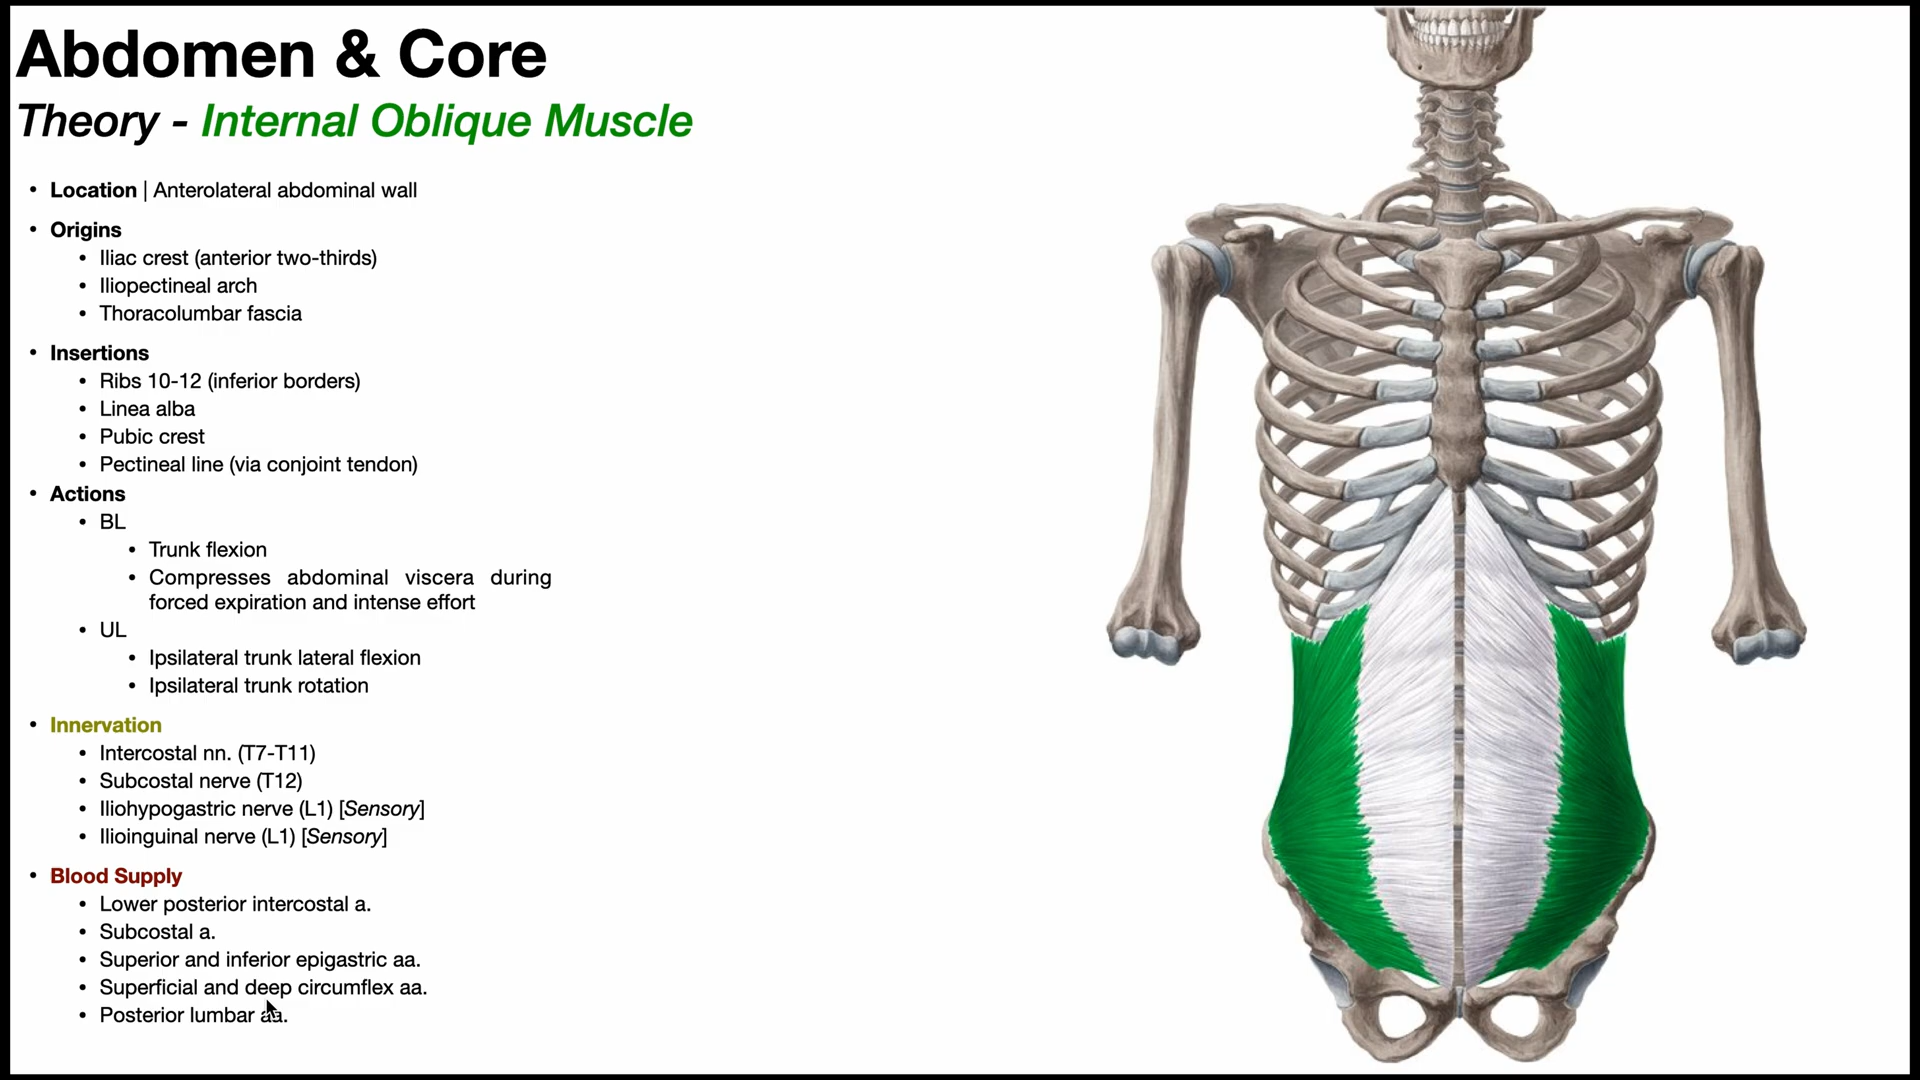 Abdomen & Core
Theory - Internal Oblique Muscle
• Location | Anterolateral abdominal wall
• Origins
• Iliac crest (anterior two-thirds)
• Iliopectineal arch
• Thoracolumbar fascia
• Insertions
• Ribs 10-12 (inferior borders)
• Linea alba
• Pubic crest
• Pectineal line (via conjoint tendon)
• Actions
• BL
• Trunk flexion
• Compresses abdominal viscera during
forced expiration and intense effort
• UL
• Ipsilateral trunk lateral flexion
• Ipsilateral trunk rotation
• Innervation
• Intercostal nn. (T7-T11)
• Subcostal nerve (T12)
• Iliohypogastric nerve (L1) [Sensory]
• Ilioinguinal nerve (L1) [Sensory]
• Blood Supply
• Lower posterior intercostal a.
• Subcostal a.
• Superior and inferior epigastric aa.
• Superficial and deep circumflex aa.
• Posterior lumbar aa.